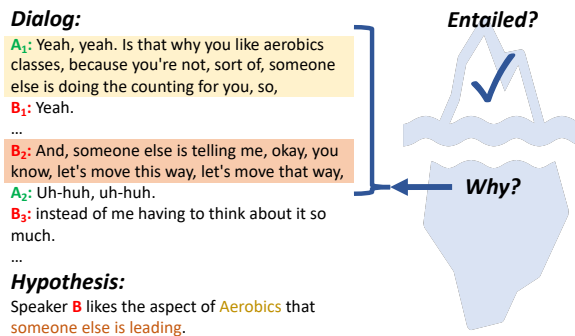 Dialog:
A1: Yeah, yeah. Is that why you like aerobics
classes, because you're not, sort of, someone
else is doing the counting for you, so,
B1: Yeah.
...
B2: And, someone else is telling me, okay, you
know, let's move this way, let's move that way,
A2: Uh-huh, uh-huh.
B3: instead of me having to think about it so
much.
...
Hypothesis:
Speaker B likes the aspect of Aerobics that
someone else is leading.
Entailed?
Why?